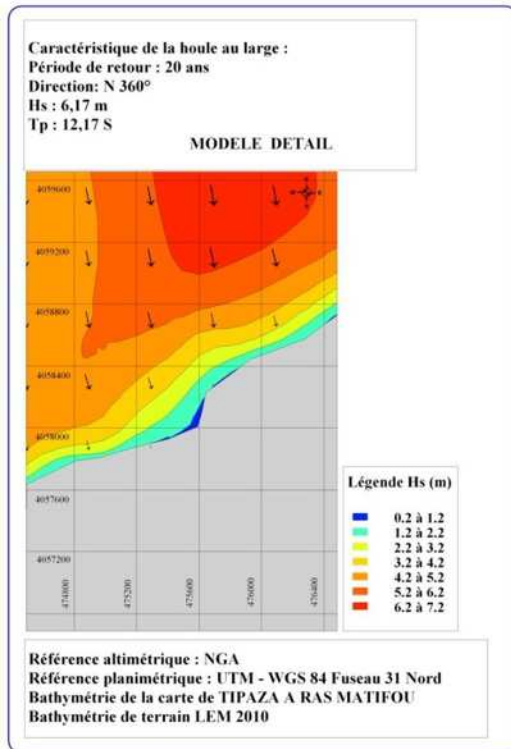 Caractéristique de la houle au large :
Période de retour : 20 ans
Direction: N 360°
Hs : 6,17 m
Tp : 12,17 S
MODELE DETAIL
4059600
4059200
4058800
4058400
4058000
4057600
4057200
474800
475200
475600
476000
476400
Légende Hs (m)
0.2 à 1.2
1.2 à 2.2
2.2 à 3.2
3.2 à 4.2
4.2 à 5.2
5.2 à 6.2
6.2 à 7.2
Référence altimétrique : NGA
Référence planimétrique : UTM - WGS 84 Fuseau 31 Nord
Bathymétrie de la carte de TIPAZA A RAS MATIFOU
Bathymétrie de terrain LEM 2010